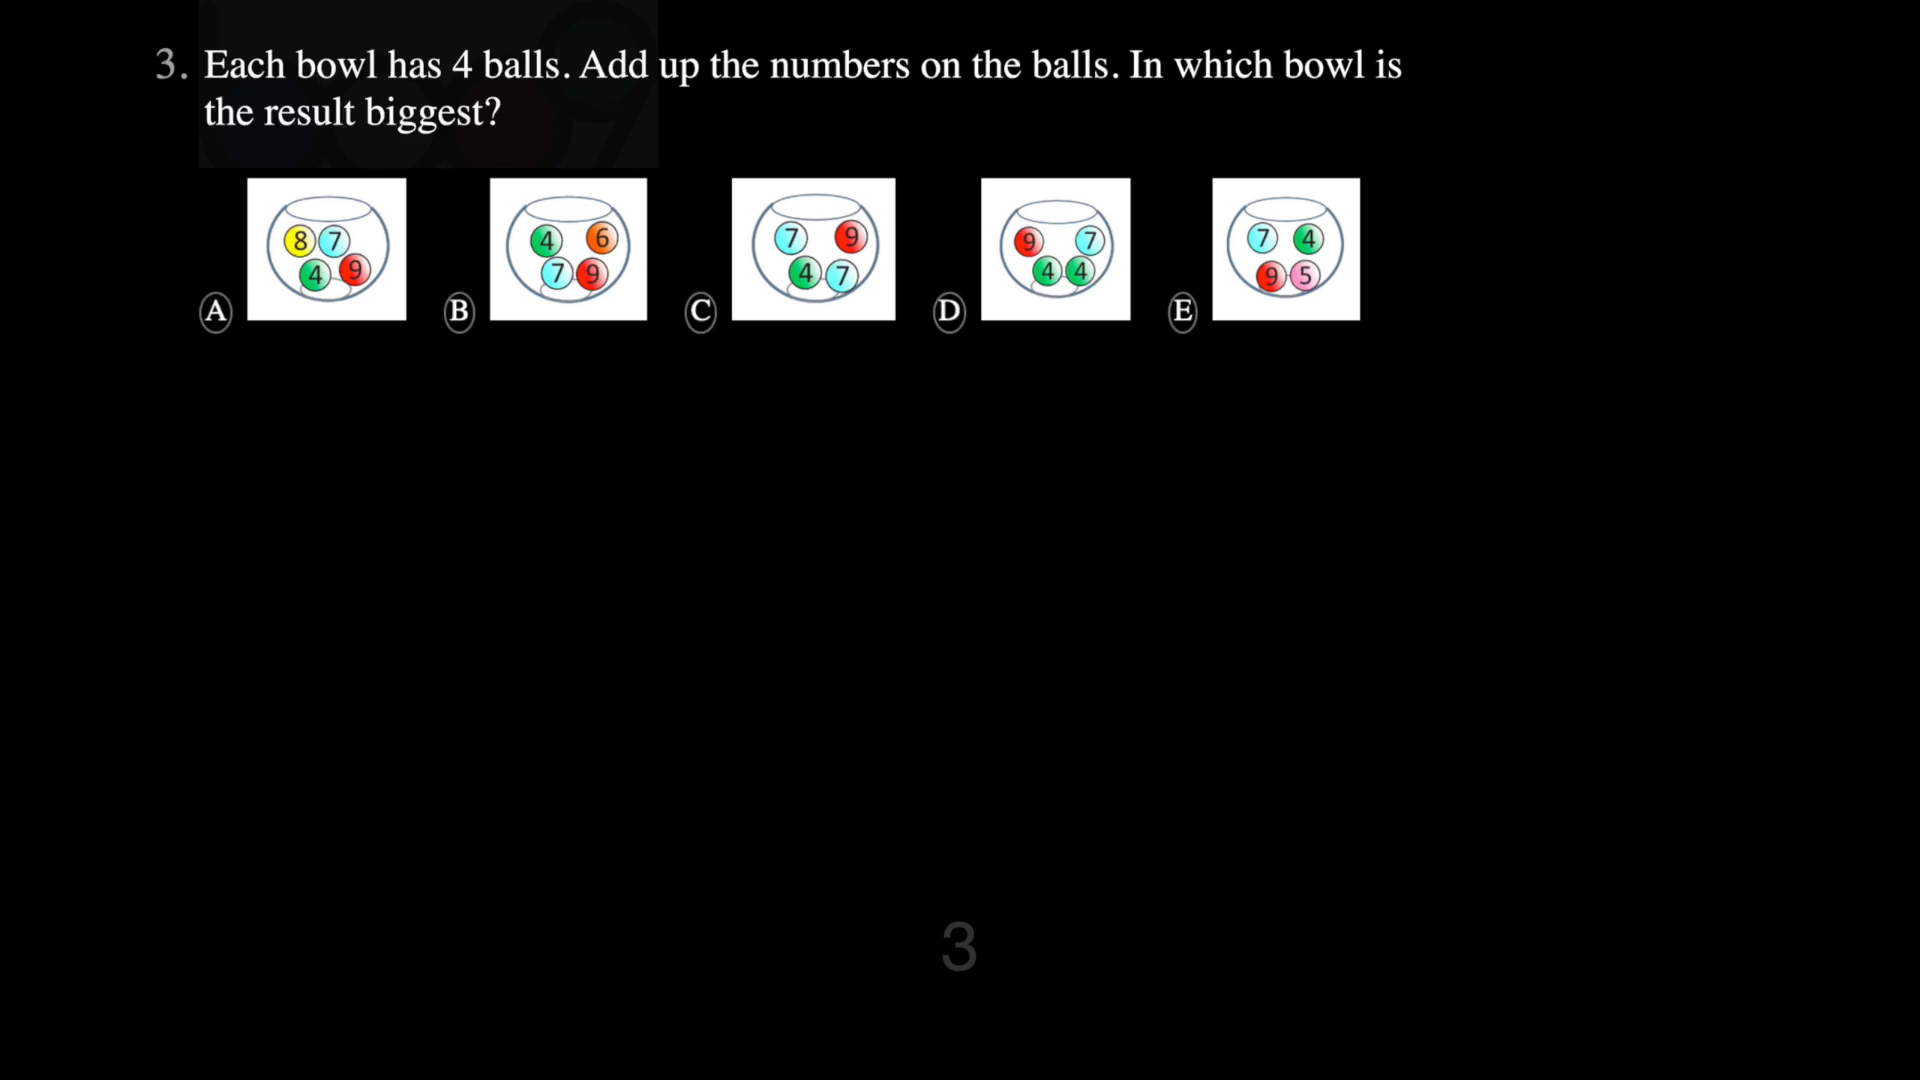 3. Each bowl has 4 balls. Add up the numbers on the balls. In which bowl is
the result biggest?
8 7
4 9
A
4 6
7 9
B
7 9
4 7
C
9 7
4 4
D
7 4
9 5
E
3